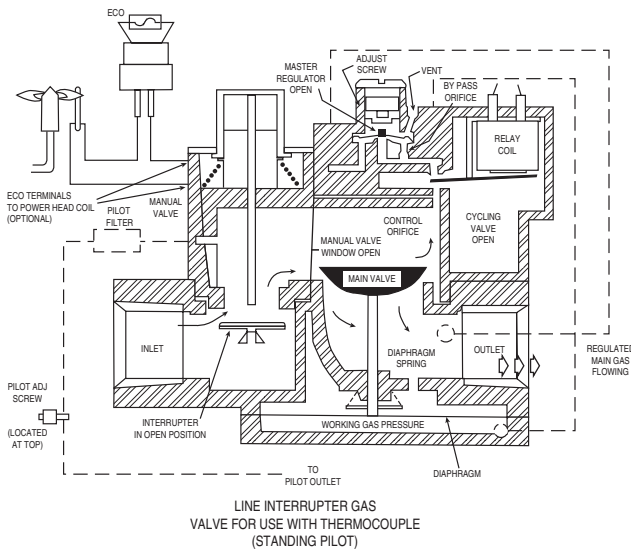 ECO
MASTER
REGULATOR
OPEN
ADJUST
SCREW
VENT
BY PASS
ORIFICE
RELAY
COIL
ECO TERMINALS
TO POWER HEAD COIL
(OPTIONAL)
PILOT
FILTER
MANUAL
VALVE
CONTROL
ORIFICE
CYCLING
VALVE
OPEN
MANUAL VALVE
WINDOW OPEN
MAIN VALVE
INLET
DIAPHRAGM
SPRING
OUTLET
REGULATED
MAIN GAS
FLOWING
PILOT ADJ
SCREW
(LOCATED
AT TOP)
INTERRUPTER
IN OPEN POSITION
WORKING GAS PRESSURE
TO
PILOT OUTLET
DIAPHRAGM
LINE INTERRUPTER GAS
VALVE FOR USE WITH THERMOCOUPLE
(STANDING PILOT)